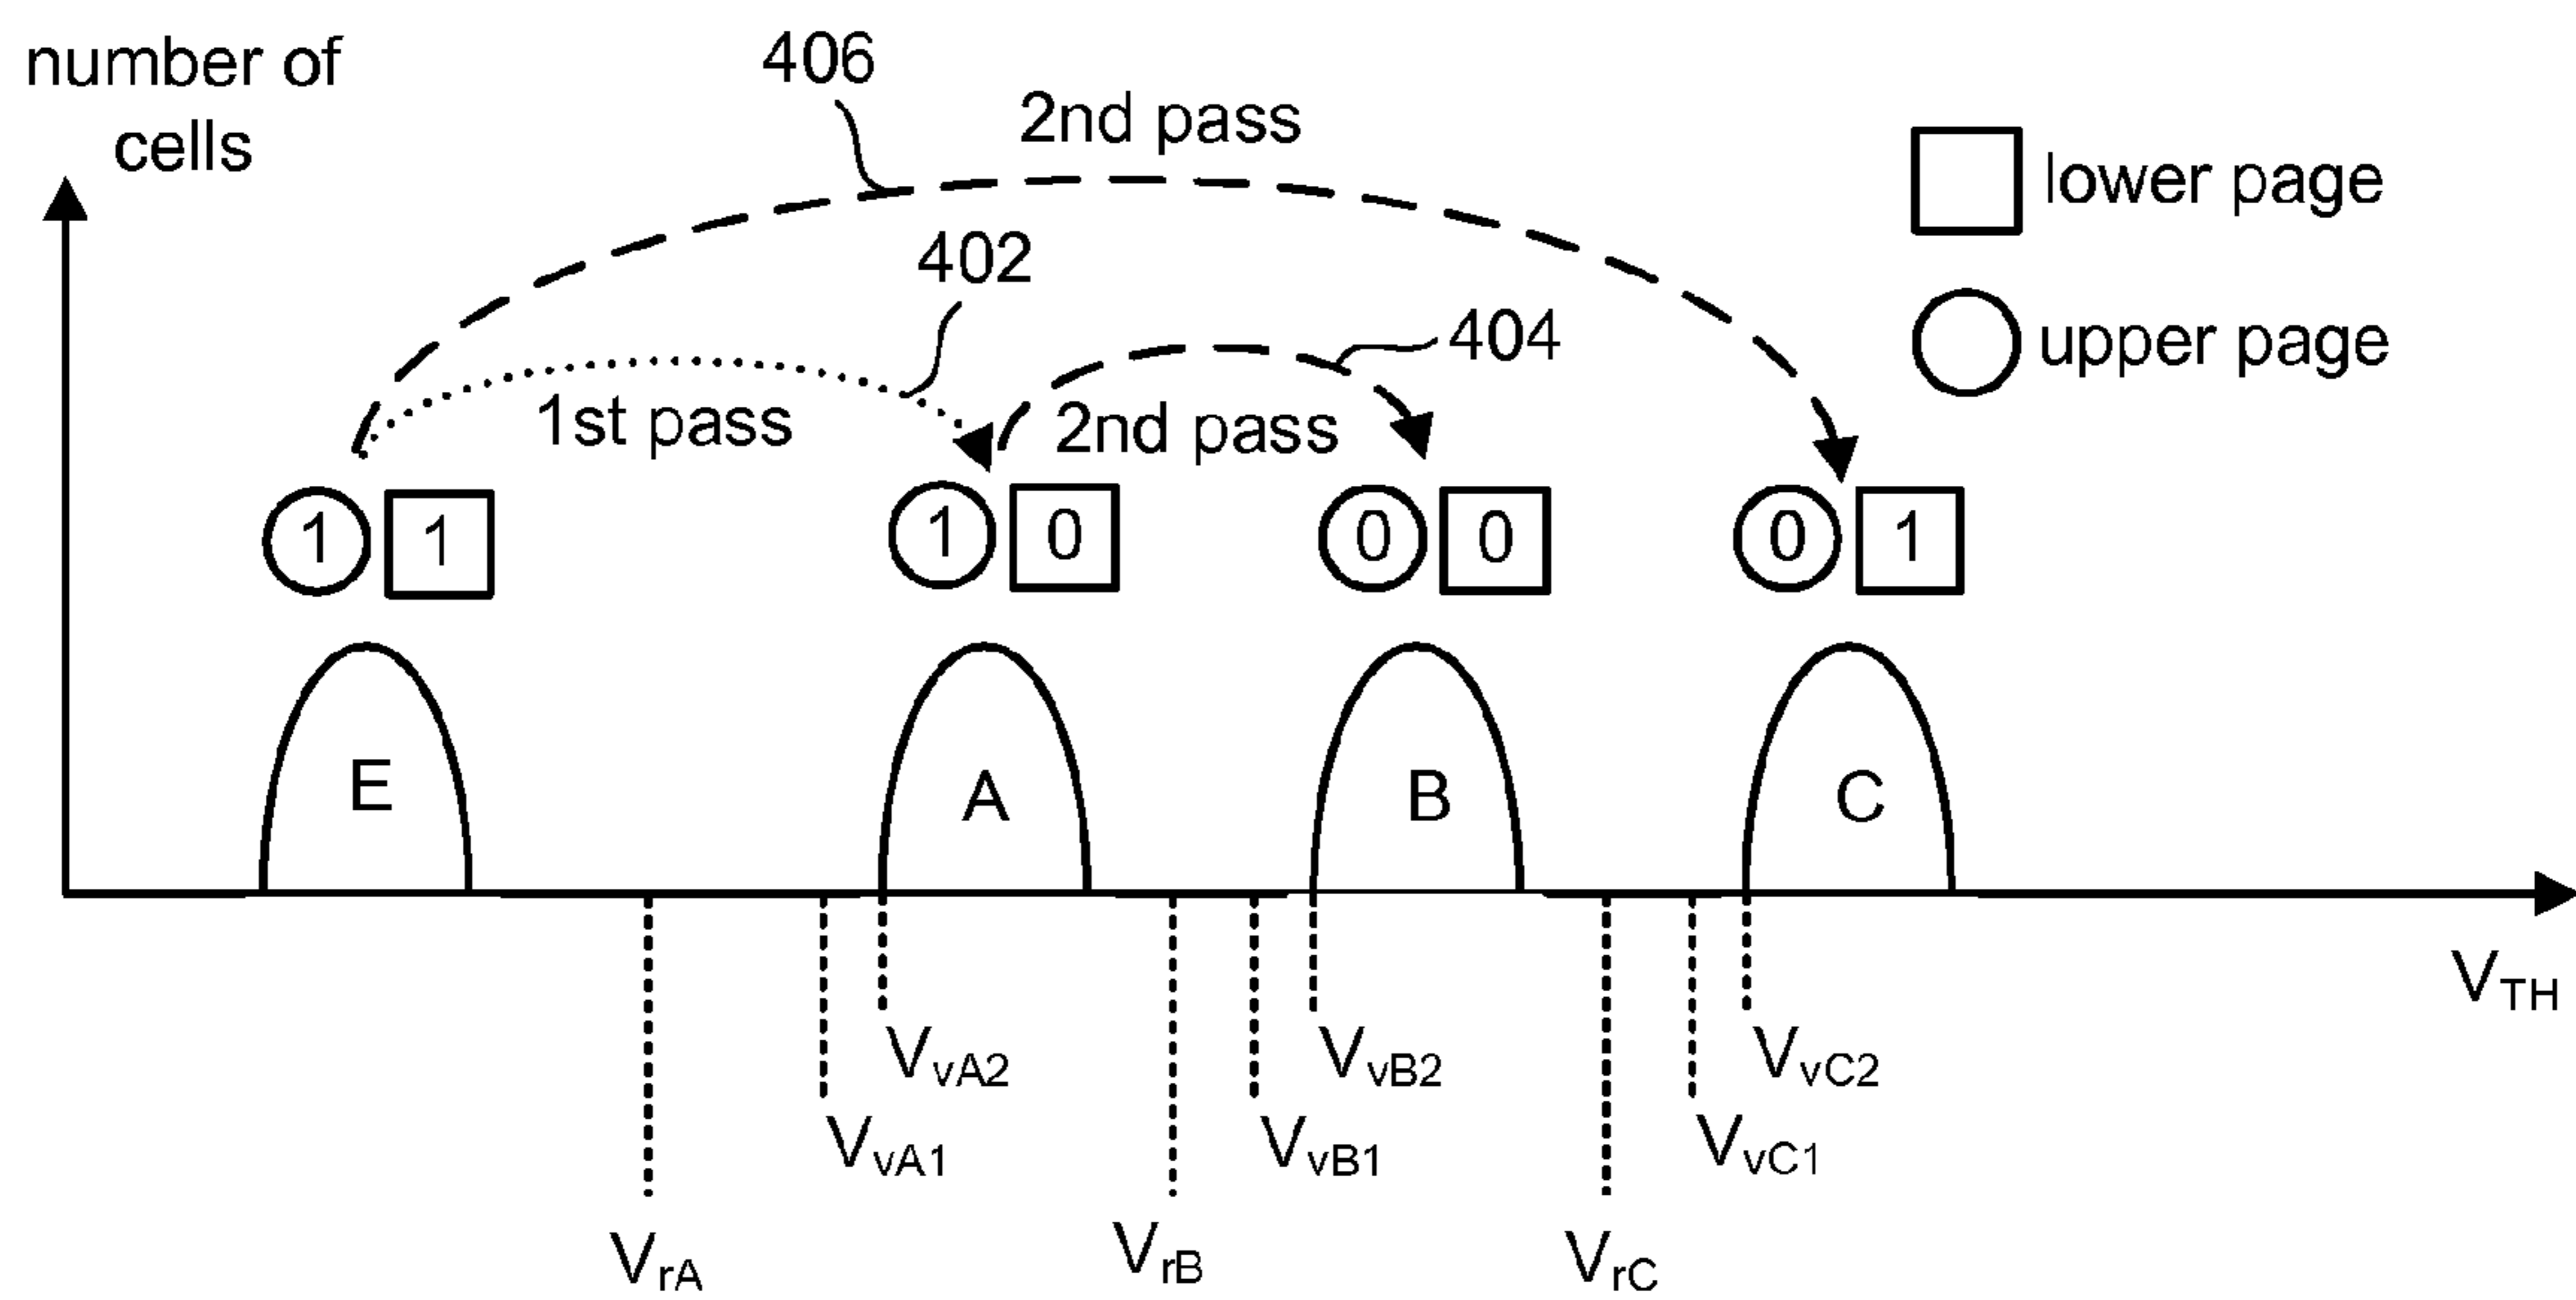 number of
cells
406
2nd pass
lower page
402
upper page
404
1st pass
2nd pass
1 1
1 0
0 0
0 1
E
A
B
C
V_TH
V_vA2
V_vB2
V_vC2
V_vA1
V_vB1
V_vC1
V_rA
V_rB
V_rC